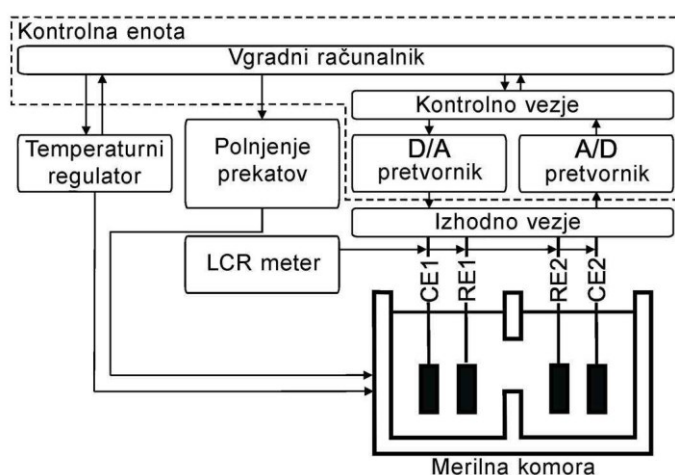 Kontrolna enota
Vgradni računalnik
Kontrolno vezje
Temperaturni
regulator
Polnjenje
prekatov
D/A
pretvornik
A/D
pretvornik
Izhodno vezje
LCR meter
CE1
RE1
RE2
CE2
Merilna komora